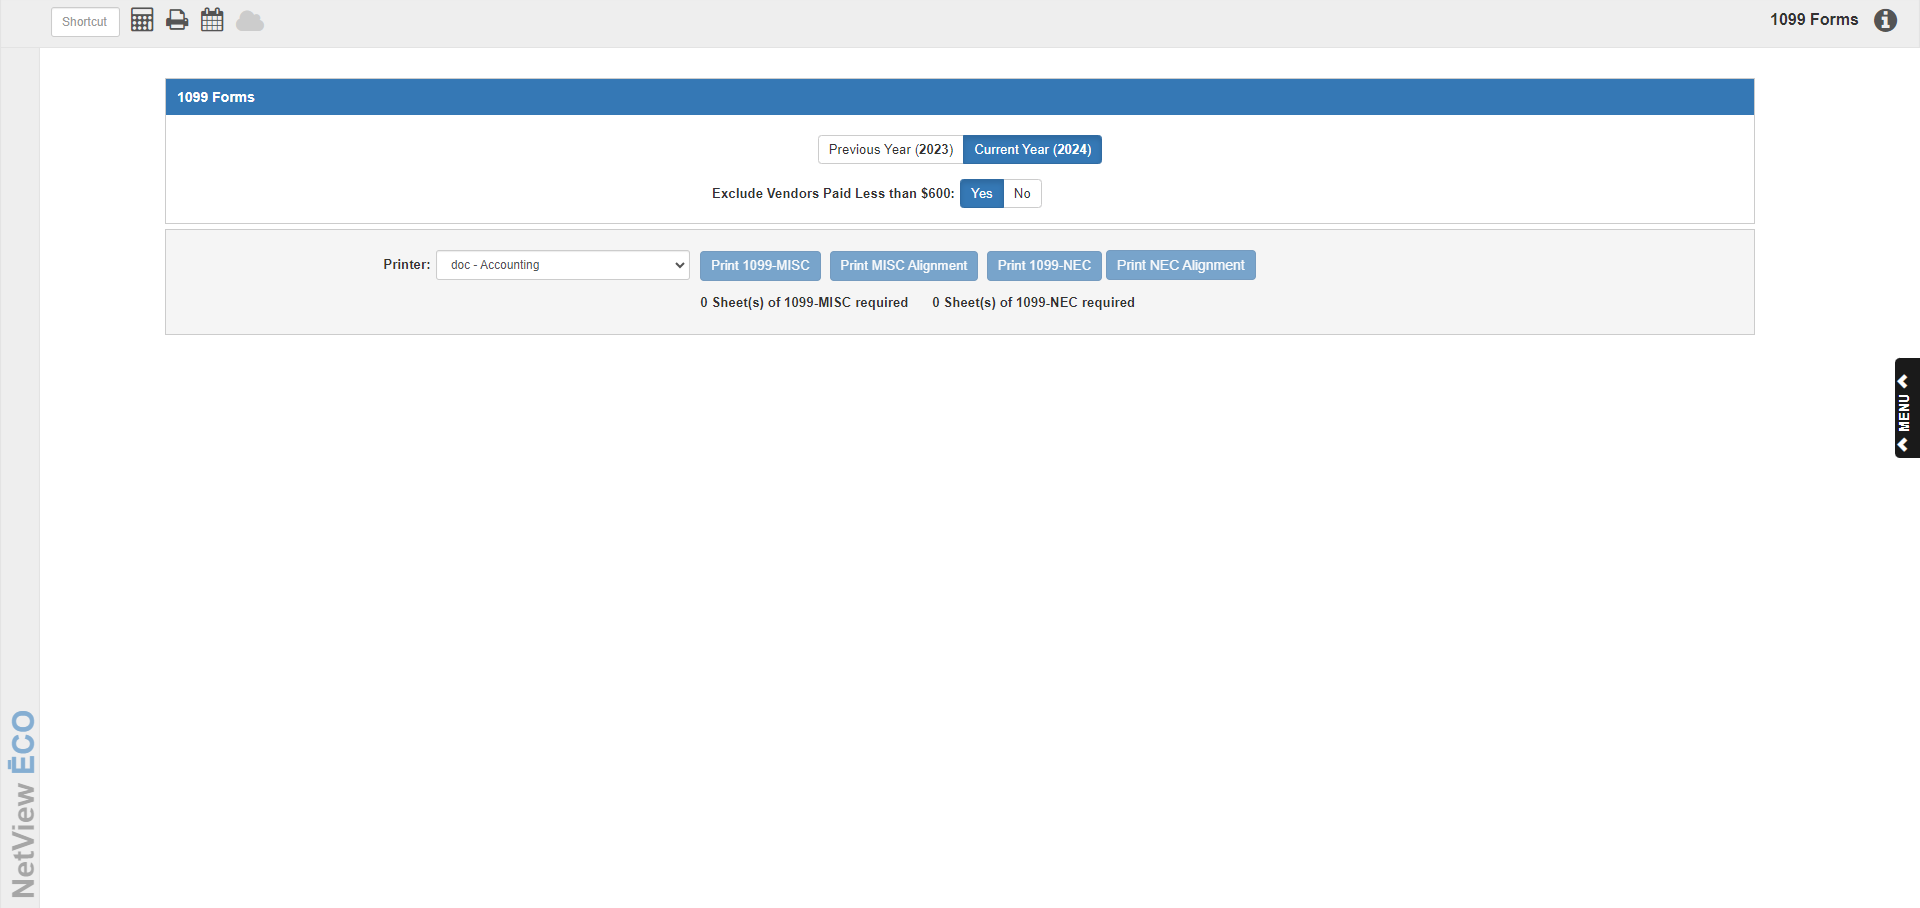 Shortcut
1099 Forms
1099 Forms
Previous Year (2023) Current Year (2024)
Exclude Vendors Paid Less than $600: Yes No
Printer: doc - Accounting Print 1099-MISC Print MISC Alignment Print 1099-NEC Print NEC Alignment
0 Sheet(s) of 1099-MISC required 0 Sheet(s) of 1099-NEC required
MENU
NetView ĒCO